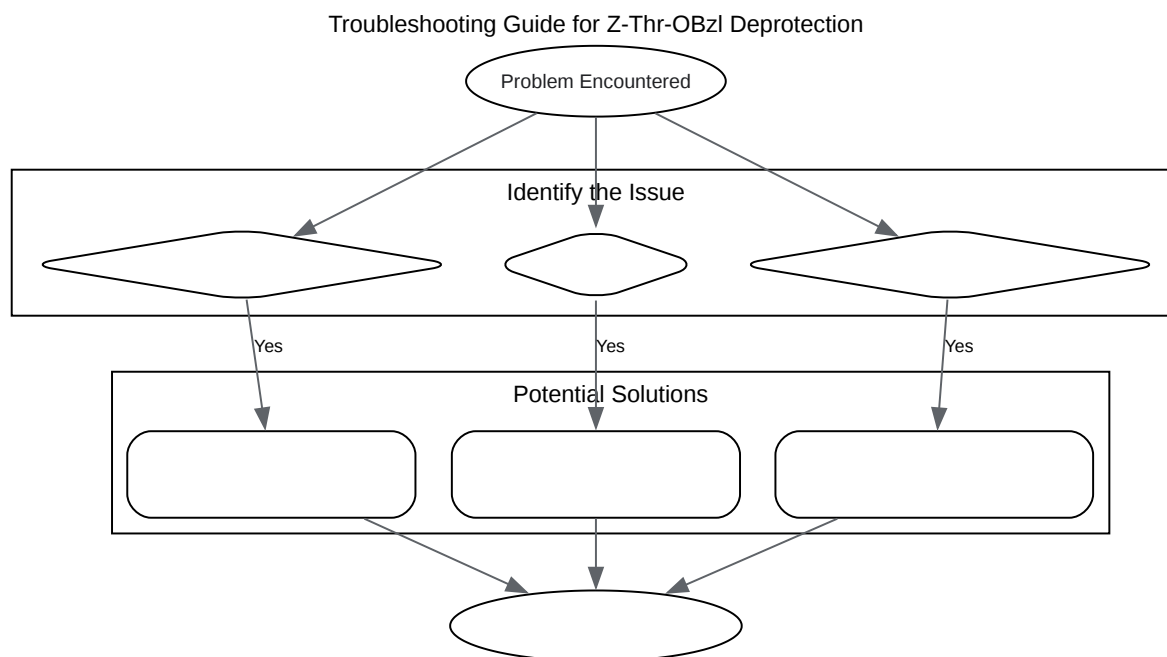 Troubleshooting Guide for Z-Thr-OBzl Deprotection
Problem Encountered
Identify the Issue
Yes
Yes
Yes
Potential Solutions